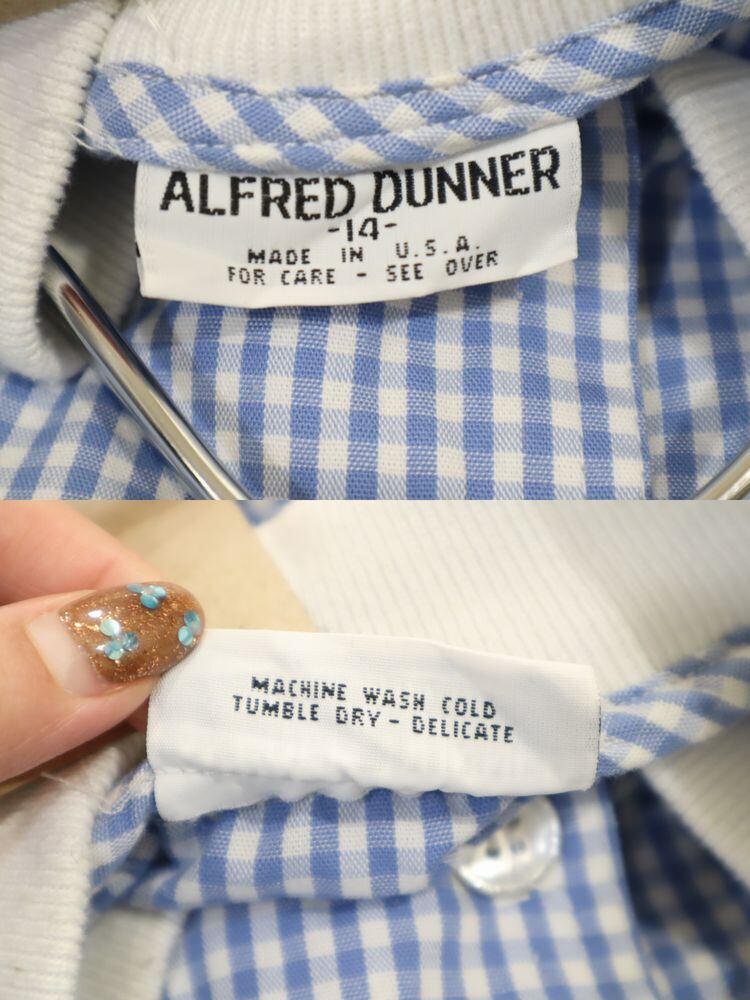 ALFRED DUNNER
-14-
MADE IN U.S.A.
FOR CARE - SEE OVER
MACHINE WASH COLD
TUMBLE DRY - DELICATE